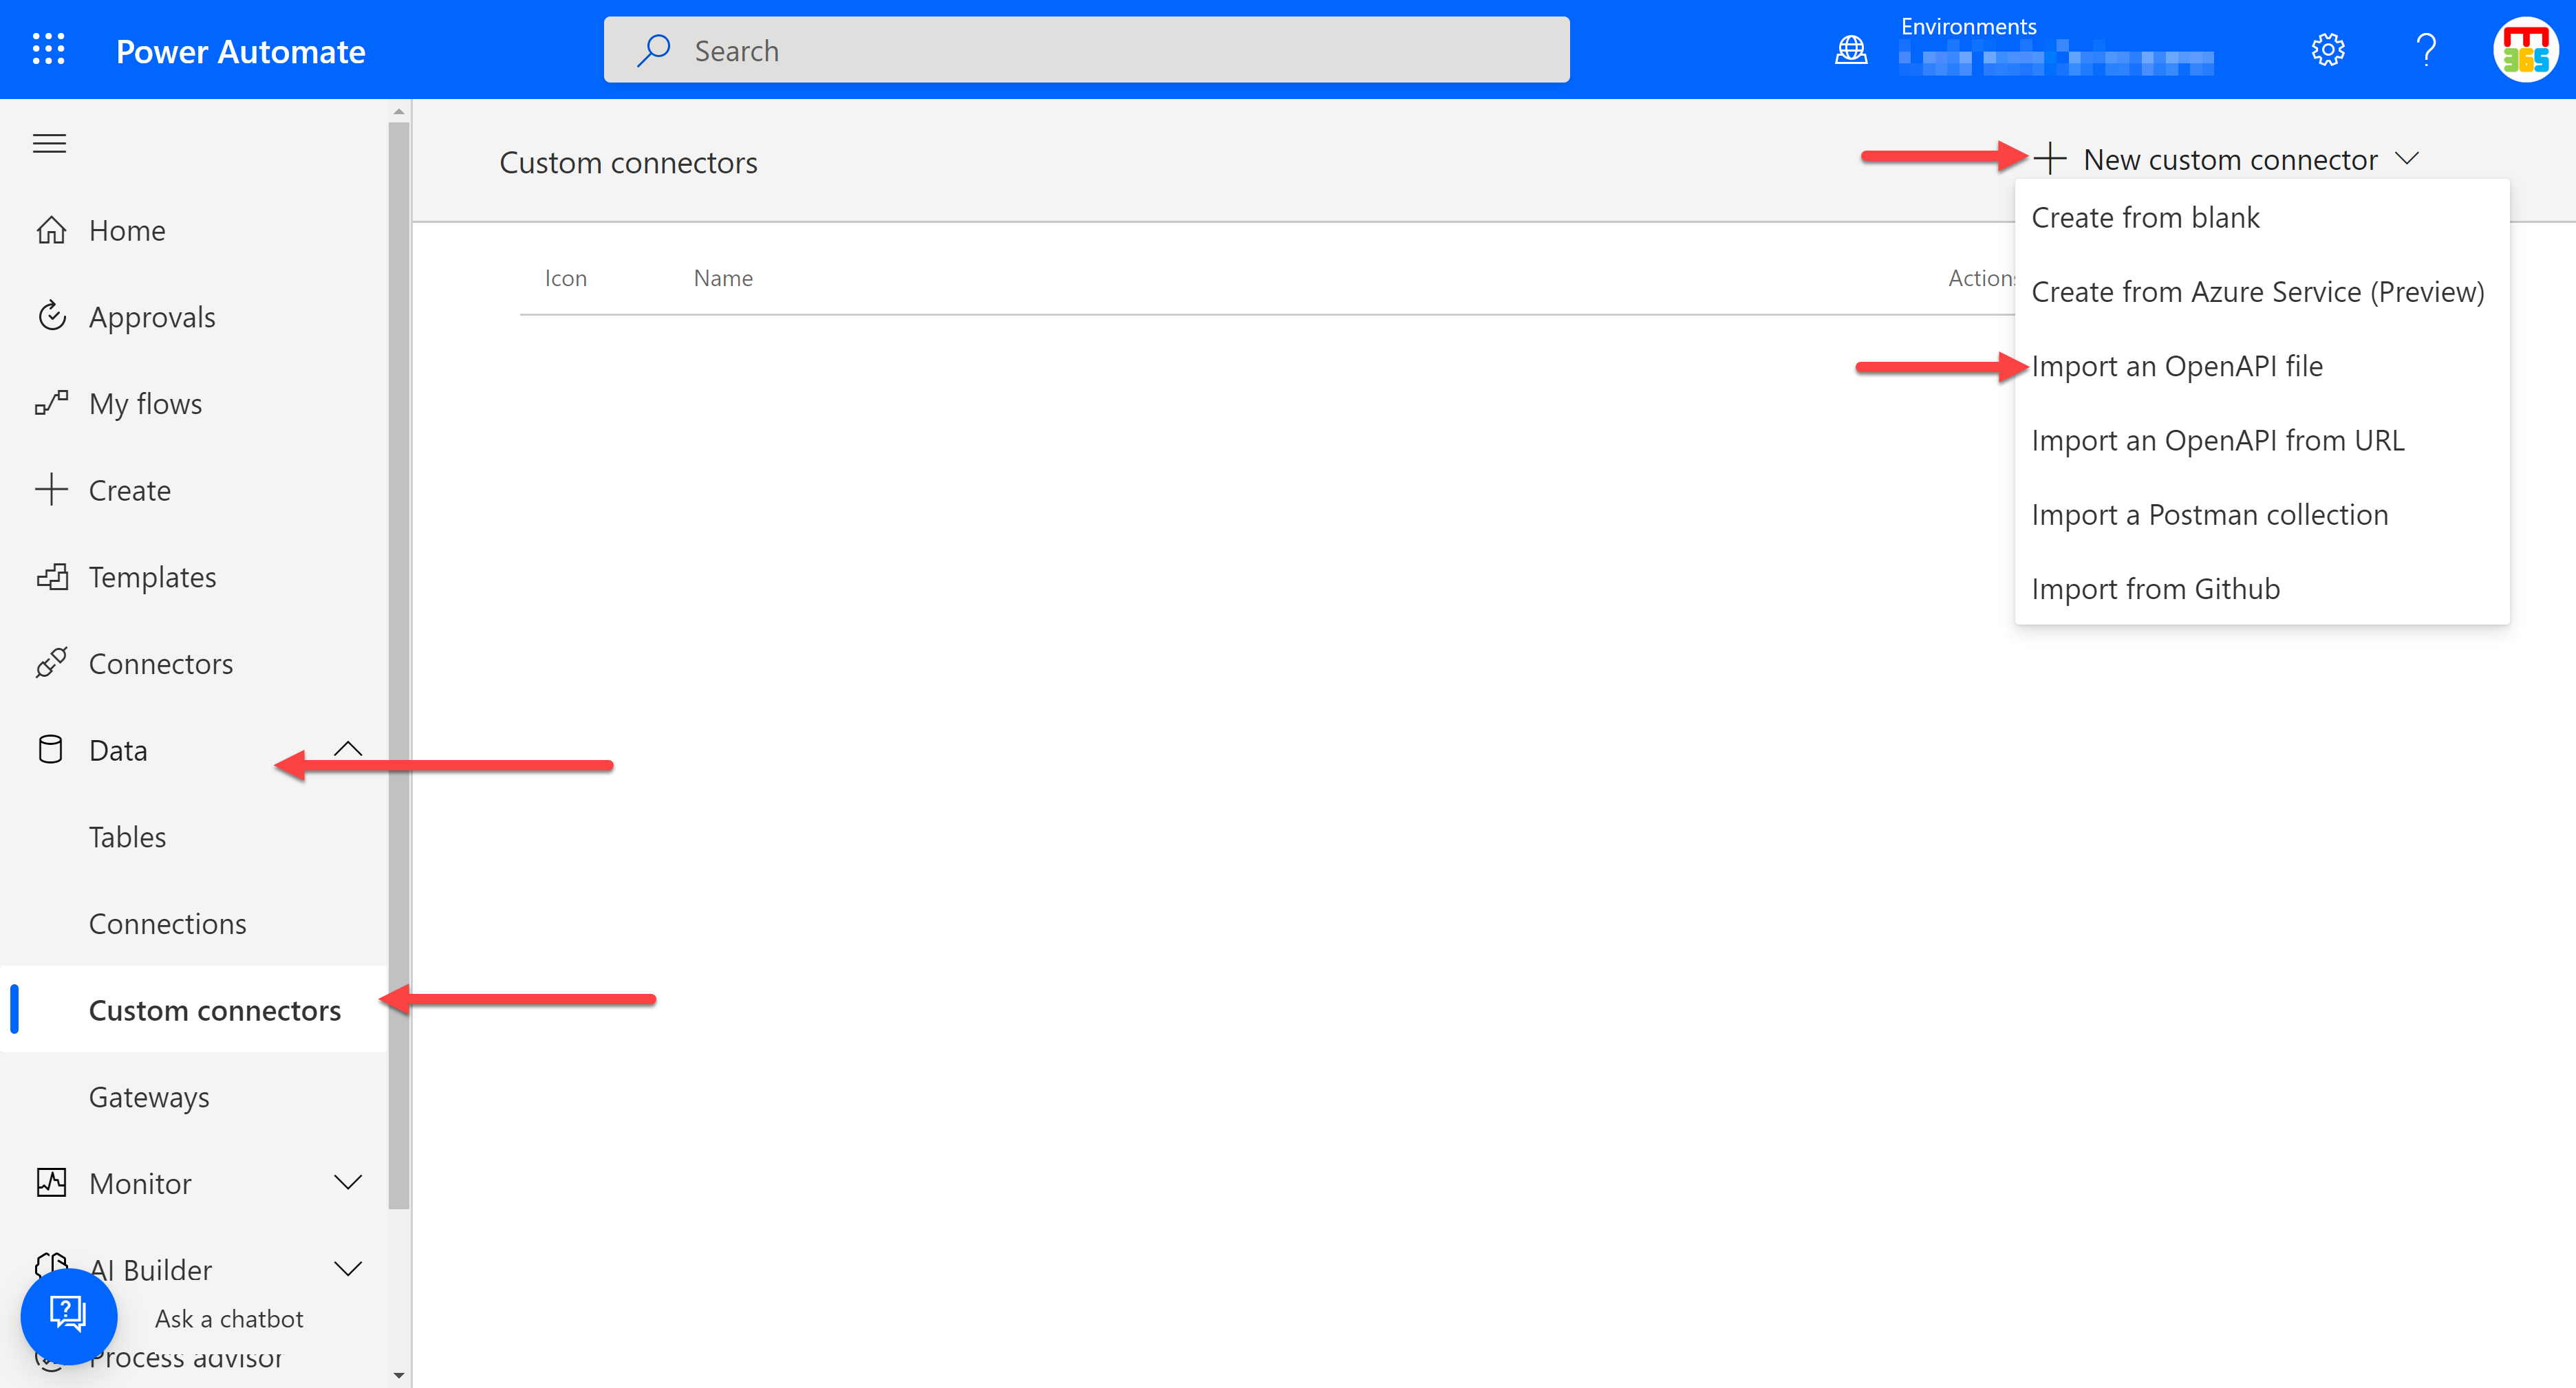 Power Automate
Search
Environments
M
365
Home
Approvals
My flows
Create
Templates
Connectors
Data
Tables
Connections
Custom connectors
Gateways
Monitor
AI Builder
Ask a chatbot
Process advisor
Custom connectors
New custom connector
Create from blank
Create from Azure Service (Preview)
Import an OpenAPI file
Import an OpenAPI from URL
Import a Postman collection
Import from Github
Icon Name Actions